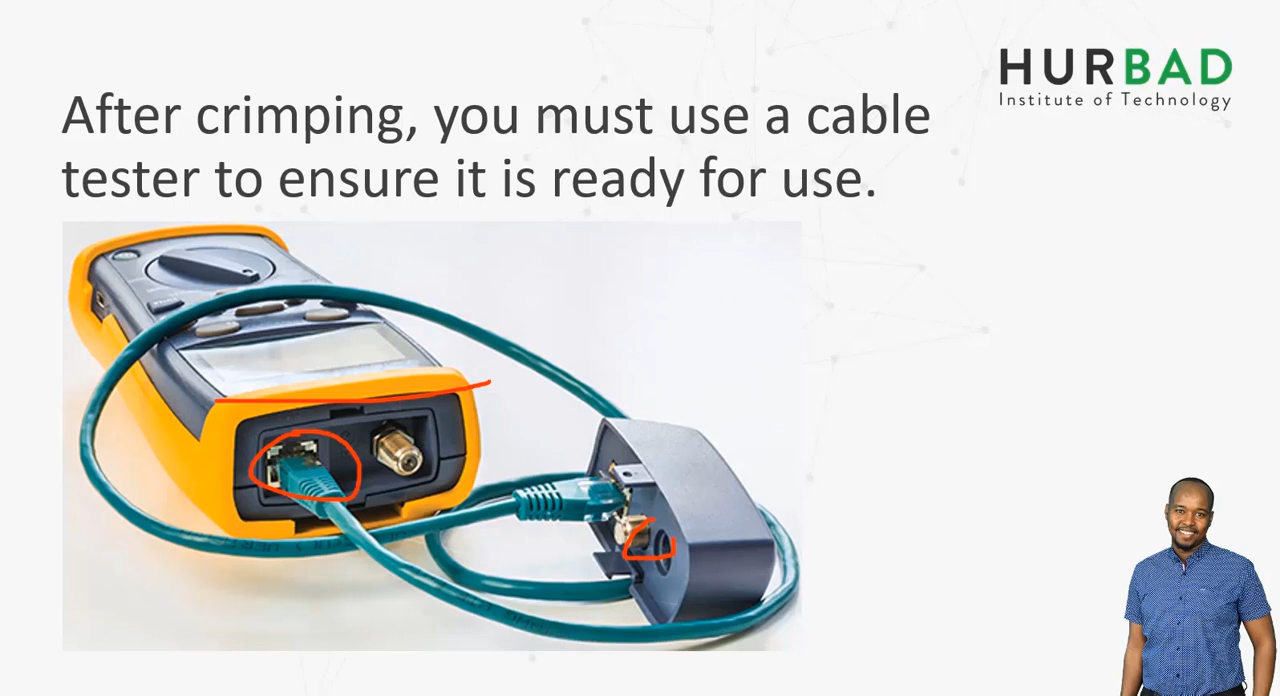 HURBAD
Institute of Technology
After crimping, you must use a cable
tester to ensure it is ready for use.